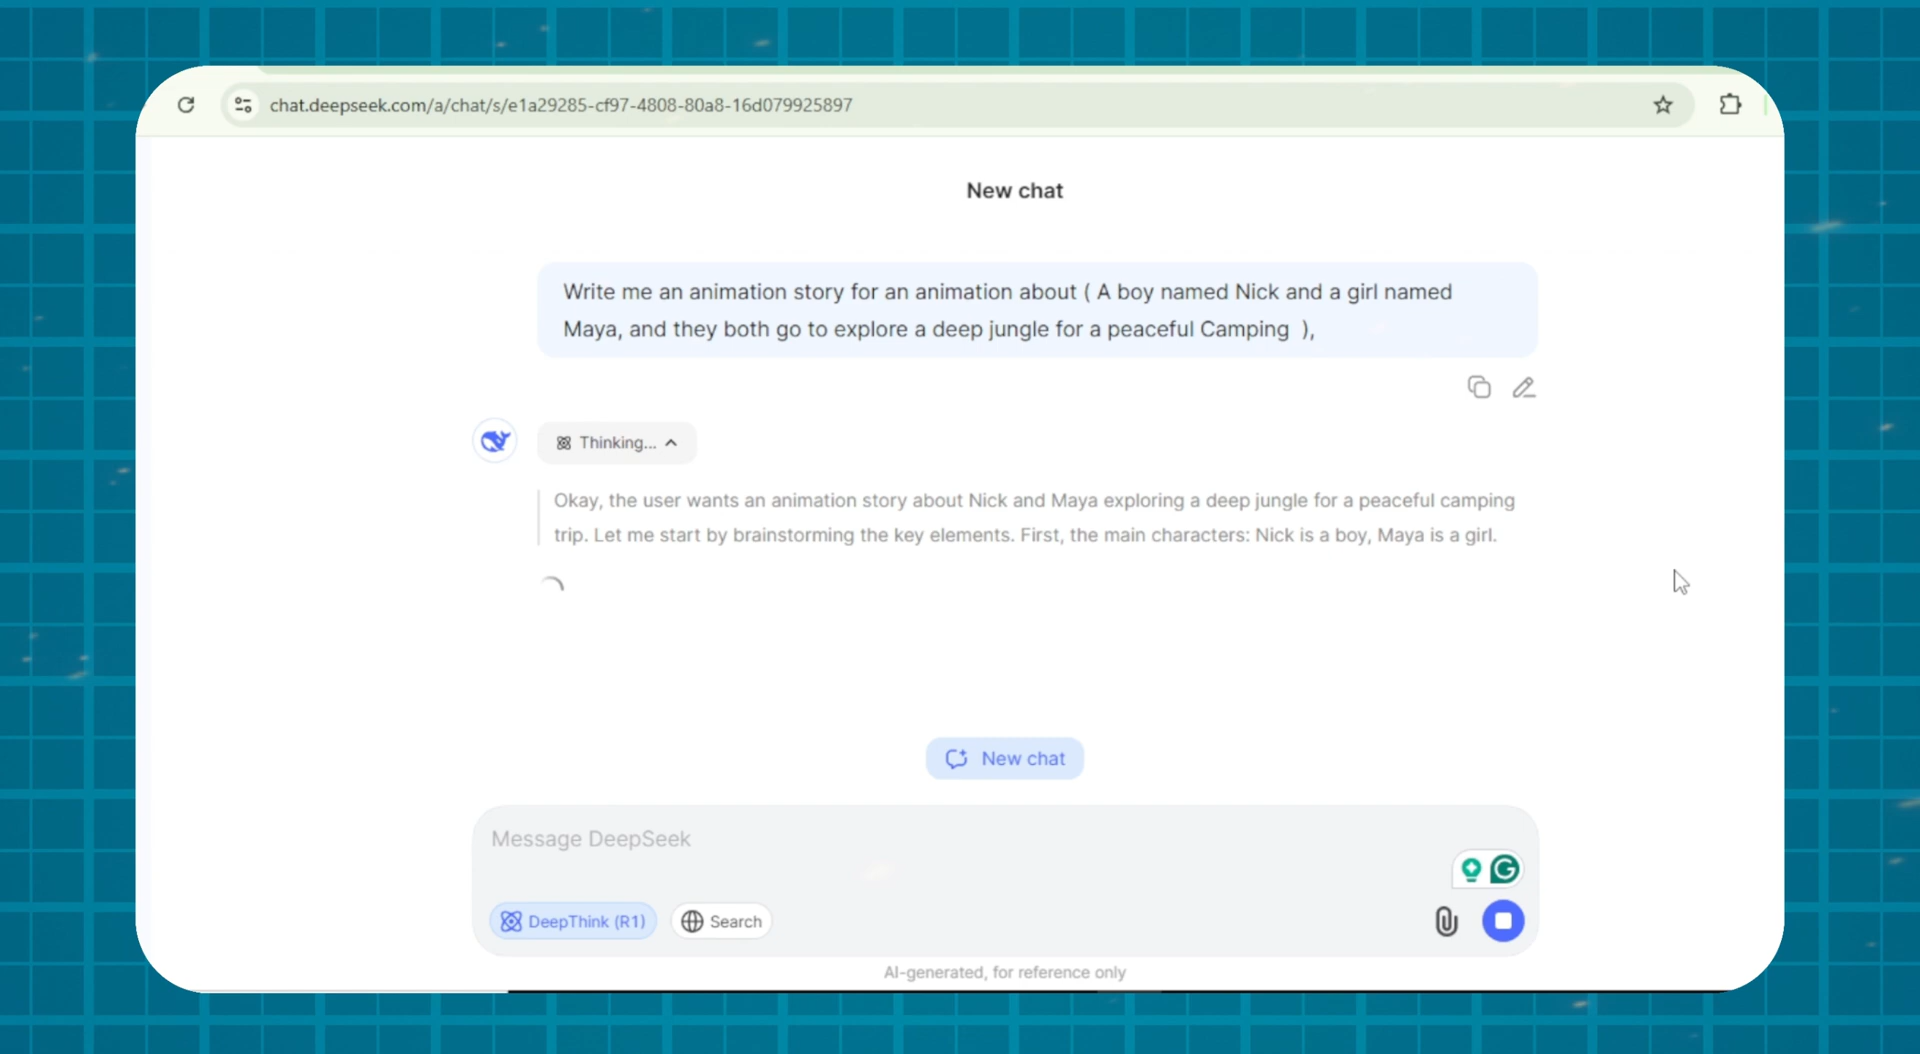 chat.deepseek.com/a/chat/s/e1a29285-cf97-4808-80a8-16d079925897
New chat
Write me an animation story for an animation about ( A boy named Nick and a girl named
Maya, and they both go to explore a deep jungle for a peaceful Camping  ),
Thinking...
Okay, the user wants an animation story about Nick and Maya exploring a deep jungle for a peaceful camping
trip. Let me start by brainstorming the key elements. First, the main characters: Nick is a boy, Maya is a girl.
New chat
Message DeepSeek
DeepThink (R1)
Search
AI-generated, for reference only